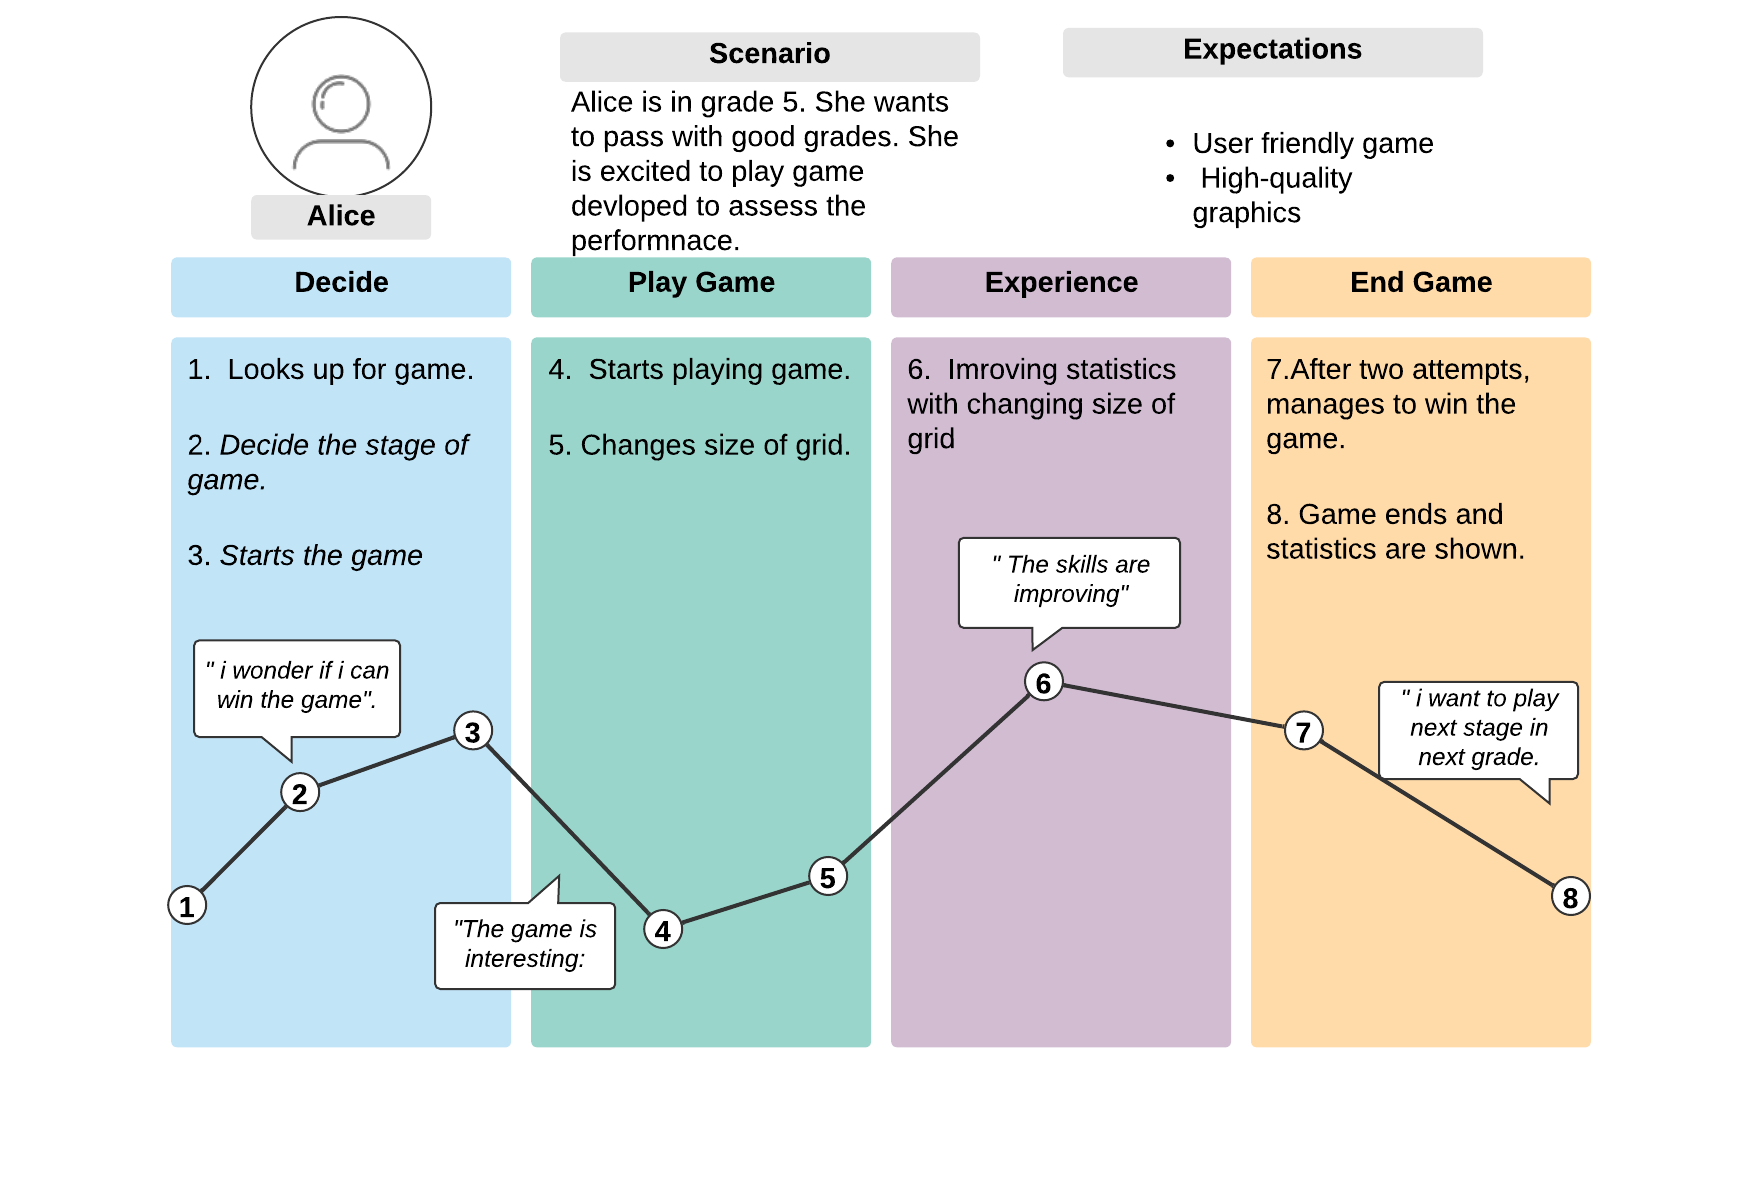 Alice
Scenario
Alice is in grade 5. She wants
to pass with good grades. She
is excited to play game
devloped to assess the
performnace.
Expectations
• User friendly game
• High-quality
graphics
Decide
Play Game
Experience
End Game
1. Looks up for game.
2. Decide the stage of
game.
3. Starts the game
4. Starts playing game.
5. Changes size of grid.
6. Imroving statistics
with changing size of
grid
7.After two attempts,
manages to win the
game.
8. Game ends and
statistics are shown.
" i wonder if i can
win the game".
"The game is
interesting:
" The skills are
improving"
" i want to play
next stage in
next grade.
1
2
3
4
5
6
7
8